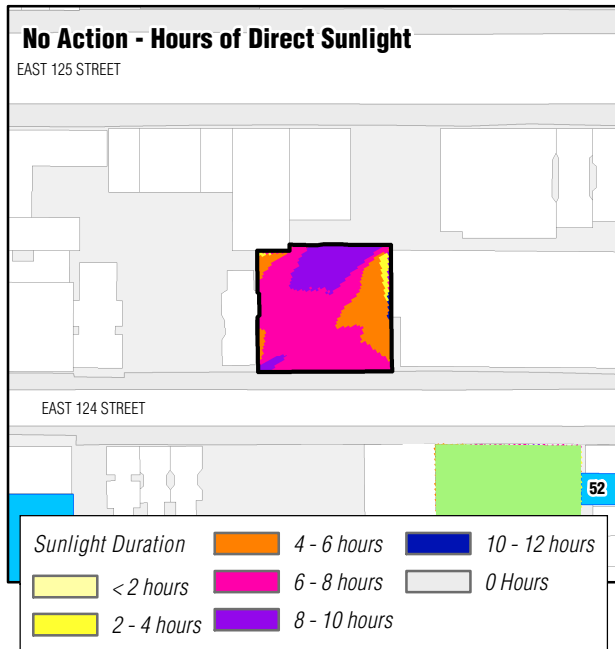 No Action - Hours of Direct Sunlight
EAST 125 STREET
EAST 124 STREET
52
Sunlight Duration
< 2 hours
2 - 4 hours
4 - 6 hours
6 - 8 hours
8 - 10 hours
10 - 12 hours
0 Hours